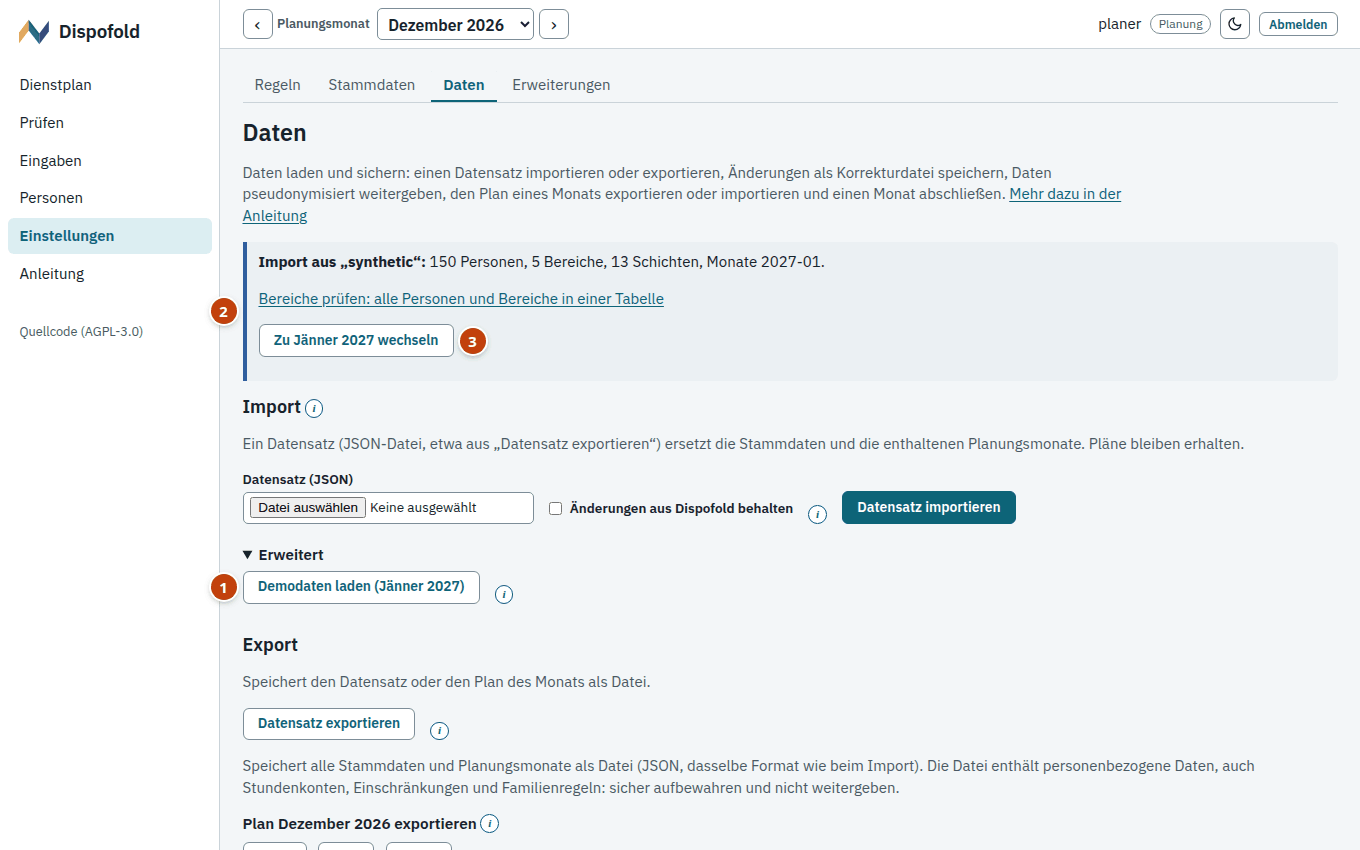 Dispofold
Dienstplan
Prüfen
Eingaben
Personen
Einstellungen
Anleitung
Quellcode (AGPL-3.0)
‹ Planungsmonat Dezember 2026 ›
planer Planung Abmelden
Regeln Stammdaten Daten Erweiterungen
Daten
Daten laden und sichern: einen Datensatz importieren oder exportieren, Änderungen als Korrekturdatei speichern, Daten
pseudonymisiert weitergeben, den Plan eines Monats exportieren oder importieren und einen Monat abschließen. Mehr dazu in der
Anleitung
Import aus „synthetic“: 150 Personen, 5 Bereiche, 13 Schichten, Monate 2027-01.
2
Bereiche prüfen: alle Personen und Bereiche in einer Tabelle
Zu Jänner 2027 wechseln 3
Import i
Ein Datensatz (JSON-Datei, etwa aus „Datensatz exportieren“) ersetzt die Stammdaten und die enthaltenen Planungsmonate. Pläne bleiben erhalten.
Datensatz (JSON)
Datei auswählen Keine ausgewählt Änderungen aus Dispofold behalten i Datensatz importieren
▼ Erweitert
1 Demodaten laden (Jänner 2027) i
Export
Speichert den Datensatz oder den Plan des Monats als Datei.
Datensatz exportieren i
Speichert alle Stammdaten und Planungsmonate als Datei (JSON, dasselbe Format wie beim Import). Die Datei enthält personenbezogene Daten, auch
Stundenkonten, Einschränkungen und Familienregeln: sicher aufbewahren und nicht weitergeben.
Plan Dezember 2026 exportieren i